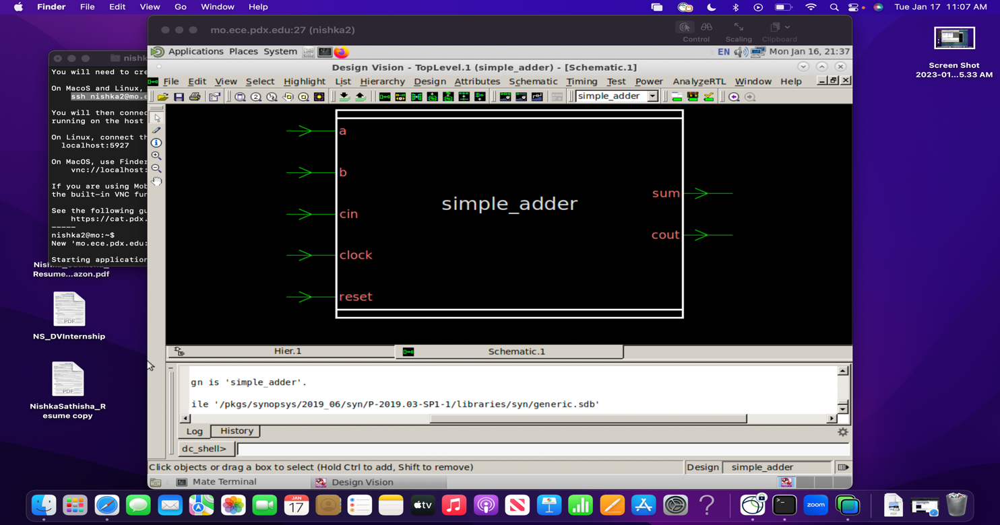 Finder File Edit View Go Window Help
Tue Jan 17 11:07 AM
mo.ece.pdx.edu:27 (nishka2)
Control Scaling Clipboard
Applications Places System
EN Mon Jan 16, 21:37
Design Vision - TopLevel.1 (simple_adder) - [Schematic.1]
File Edit View Select Highlight List Hierarchy Design Attributes Schematic Timing Test Power AnalyzeRTL Window Help
simple_adder
a
b
cin
clock
reset
simple_adder
sum
cout
Hier.1
Schematic.1
gn is 'simple_adder'.
ile '/pkgs/synopsys/2019_06/syn/P-2019.03-SP1-1/libraries/syn/generic.sdb'
Log History
dc_shell>
Click objects or drag a box to select (Hold Ctrl to add, Shift to remove)
Design simple_adder
Mate Terminal
Design Vision
nishk
You will need to cre
On MacOS and Linux,
ssh nishka2@mo.e
You will then connec
running on the host
On Linux, connect th
localhost:5927
On MacOS, use Finder
vnc://localhost:
If you are using Mob
the built-in VNC fun
See the following gu
https://cat.pdx.
-----
nishka2@mo:~$
New 'mo.ece.pdx.edu:
Starting application
Resume...azon.pdf
PDF
NS_DVInternship
PDF
NishkaSathisha_R
esume copy
Screen Shot
2023-01...5.33 AM
JAN
17
tv
zoom
PDF